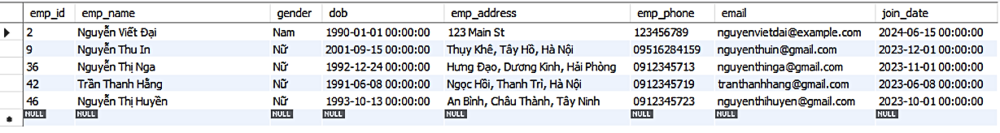 emp_id emp_name gender dob emp_address emp_phone email join_date
2 Nguyễn Viết Đại Nam 1990-01-01 00:00:00 123 Main St 123456789 nguyenvietdai@example.com 2024-06-15 00:00:00
9 Nguyễn Thu In Nữ 2001-09-15 00:00:00 Thụy Khê, Tây Hồ, Hà Nội 09516284159 nguyenthuin@gmail.com 2023-12-01 00:00:00
36 Nguyễn Thị Nga Nữ 1992-12-24 00:00:00 Hưng Đạo, Dương Kinh, Hải Phòng 0912345713 nguyenthinga@gmail.com 2023-11-01 00:00:00
42 Trần Thanh Hằng Nữ 1991-06-08 00:00:00 Ngọc Hồi, Thanh Trì, Hà Nội 0912345719 tranthanhhang@gmail.com 2023-06-08 00:00:00
46 Nguyễn Thị Huyền Nữ 1993-10-13 00:00:00 An Bình, Châu Thành, Tây Ninh 0912345723 nguyenthihuyen@gmail.com 2023-10-01 00:00:00
NULL NULL NULL NULL NULL NULL NULL NULL